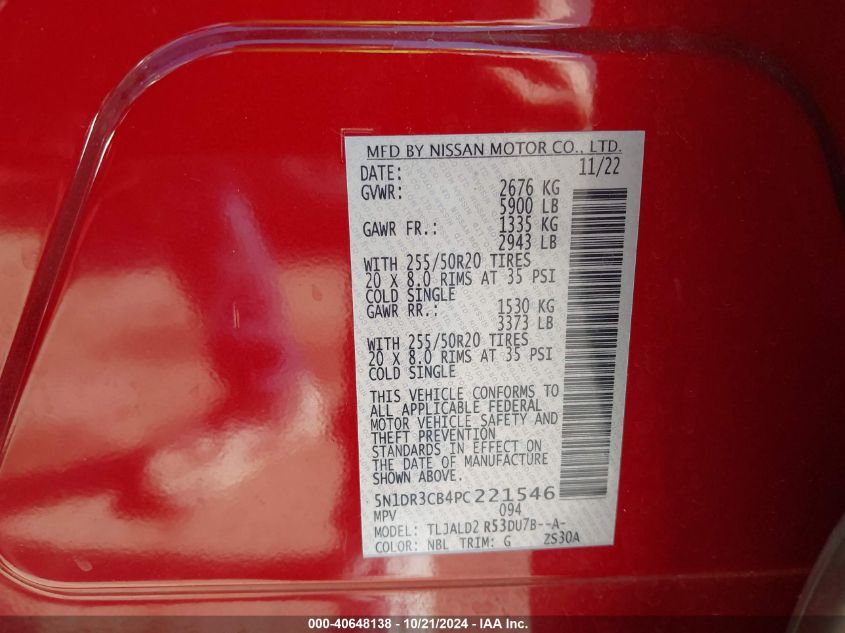 MFD BY NISSAN MOTOR CO., LTD.
DATE: 11/22
GVWR: 2676 KG
5900 LB
GAWR FR.: 1335 KG
2943 LB
WITH 255/50R20 TIRES
20 X 8.0 RIMS AT 35 PSI
COLD SINGLE
GAWR RR.: 1530 KG
3373 LB
WITH 255/50R20 TIRES
20 X 8.0 RIMS AT 35 PSI
COLD SINGLE
THIS VEHICLE CONFORMS TO
ALL APPLICABLE FEDERAL
MOTOR VEHICLE SAFETY AND
THEFT PREVENTION
STANDARDS IN EFFECT ON
THE DATE OF MANUFACTURE
SHOWN ABOVE.
5N1DR3CB4PC221546
MPV 094
MODEL: TLJALD2 R53DU7B--A-
COLOR: NBL TRIM: G ZS30A
000-40648138 - 10/21/2024 - IAA Inc.